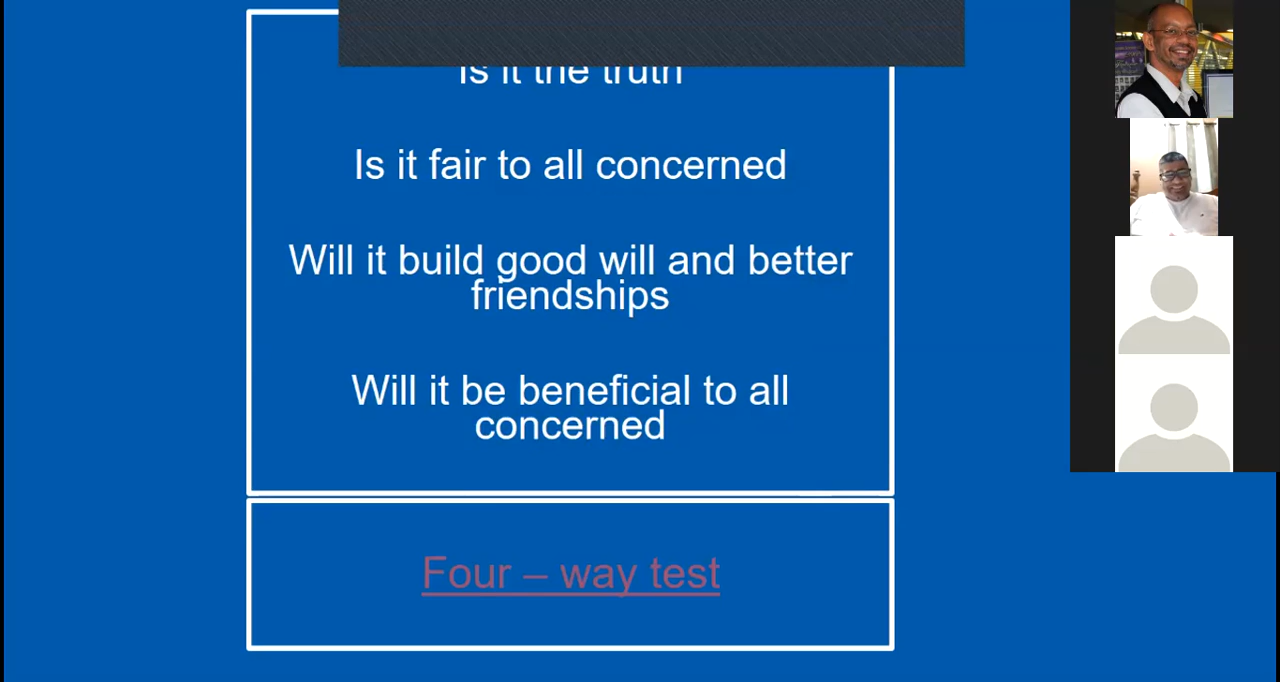 Is it the truth
Is it fair to all concerned
Will it build good will and better
friendships
Will it be beneficial to all
concerned
Four – way test